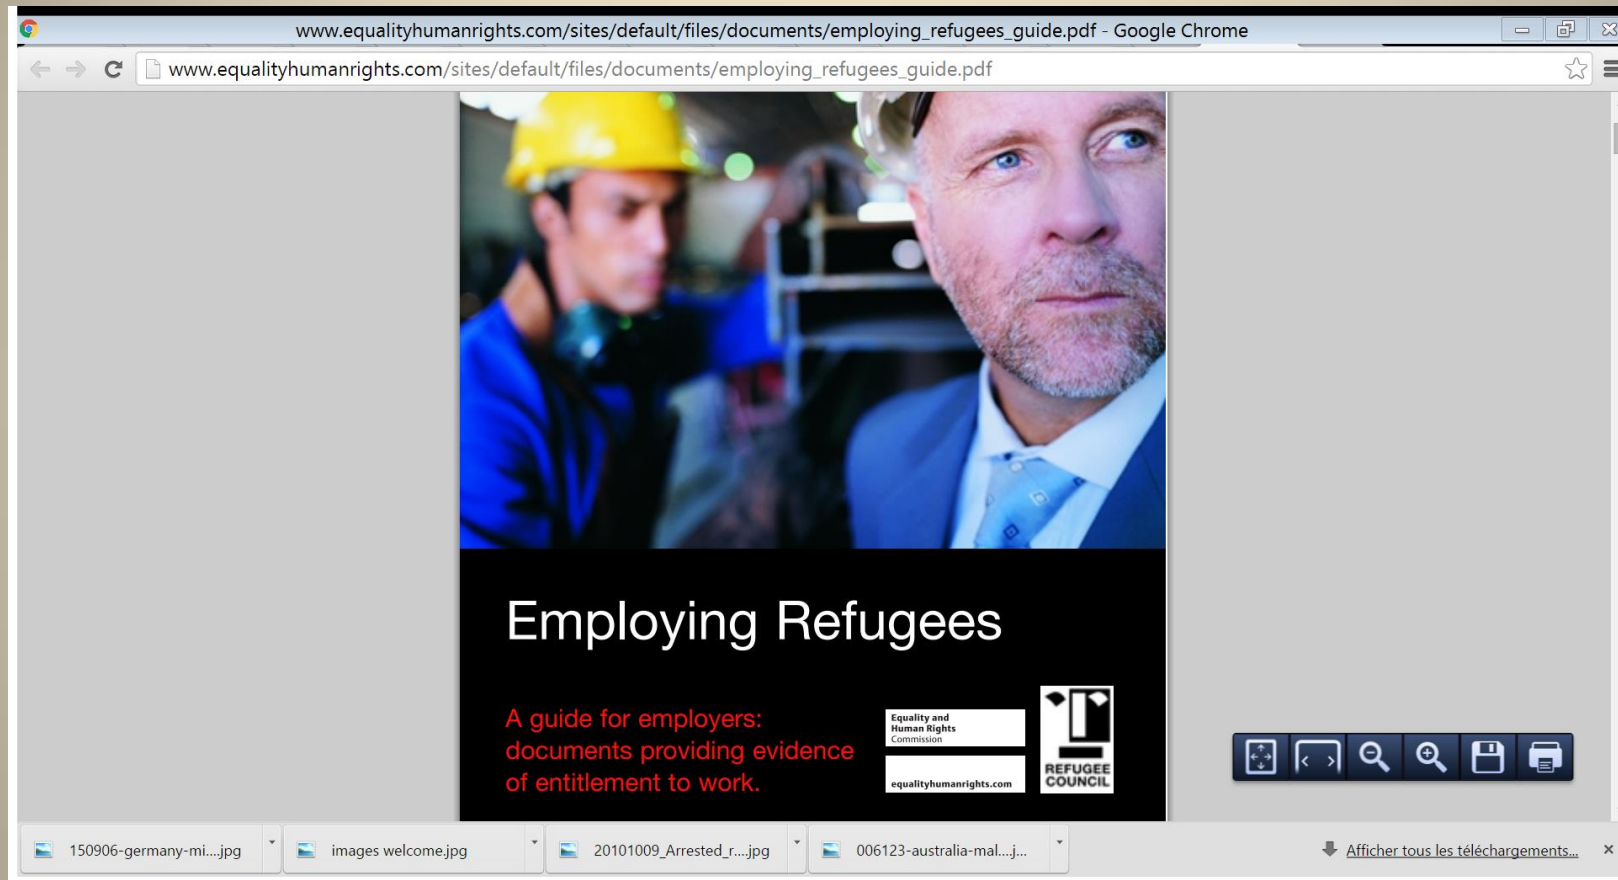 www.equalityhumanrights.com/sites/default/files/documents/employing_refugees_guide.pdf - Google Chrome
www.equalityhumanrights.com/sites/default/files/documents/employing_refugees_guide.pdf
Employing Refugees
A guide for employers:
documents providing evidence
of entitlement to work.
Equality and
Human Rights
Commission
equalityhumanrights.com
REFUGEE
COUNCIL
150906-germany-mi....jpg
images welcome.jpg
20101009_Arrested_r....jpg
006123-australia-mal....j...
Afficher tous les téléchargements...